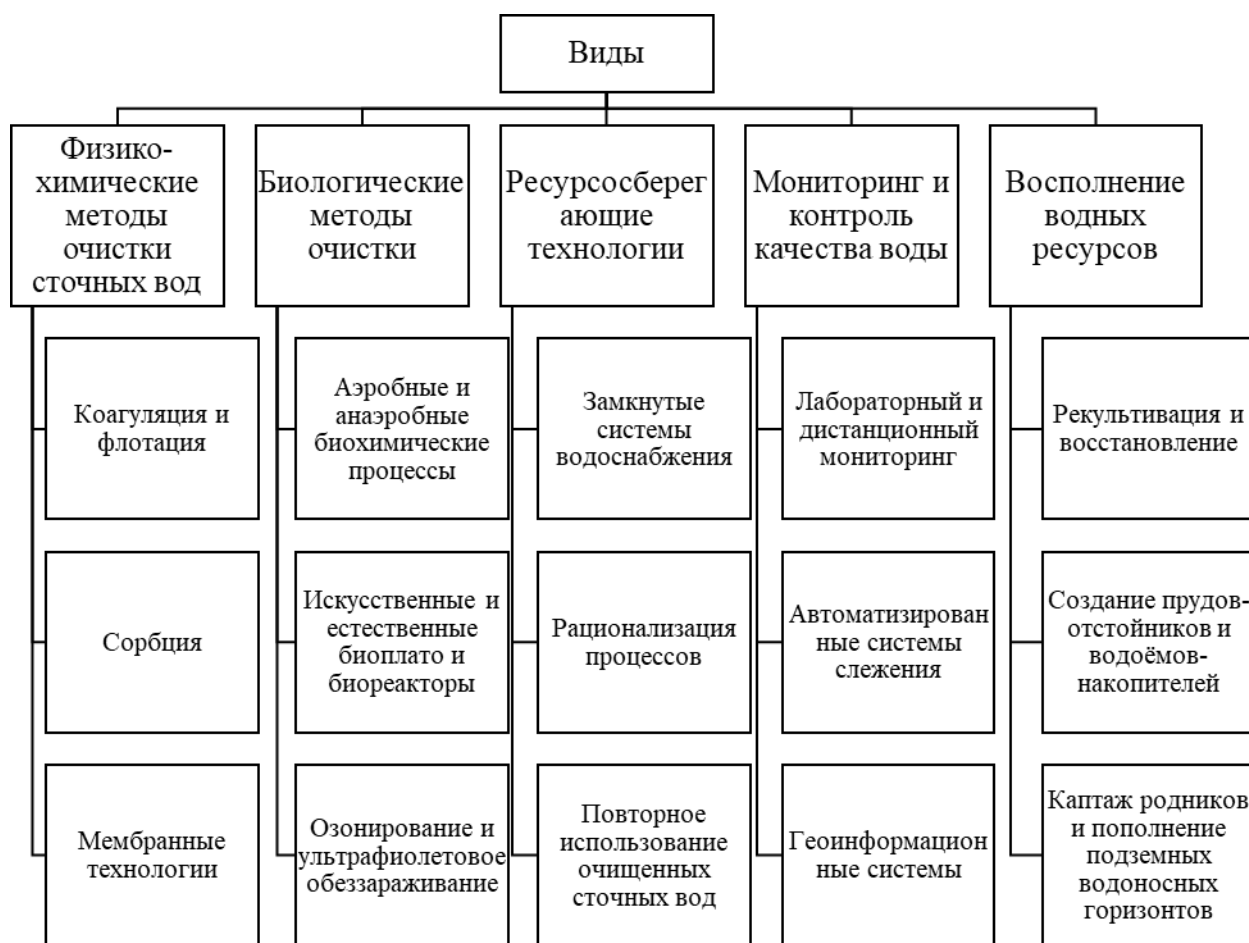 Виды
Физико-
химические
методы
очистки
сточных вод
Биологические
методы
очистки
Ресурсосберег
ающие
технологии
Мониторинг и
контроль
качества воды
Восполнение
водных
ресурсов
Коагуляция и
флотация
Аэробные и
анаэробные
биохимические
процессы
Замкнутые
системы
водоснабжения
Лабораторный и
дистанционный
мониторинг
Рекультивация и
восстановление
Сорбция
Искусственные и
естественные
биоплато и
биореакторы
Рационализация
процессов
Автоматизирован
ные системы
слежения
Создание прудов-
отстойников и
водоёмов-
накопителей
Мембранные
технологии
Озонирование и
ультрафиолетовое
обеззараживание
Повторное
использование
очищенных
сточных вод
Геоинформацион
ные системы
Каптаж родников
и пополнение
подземных
водоносных
горизонтов